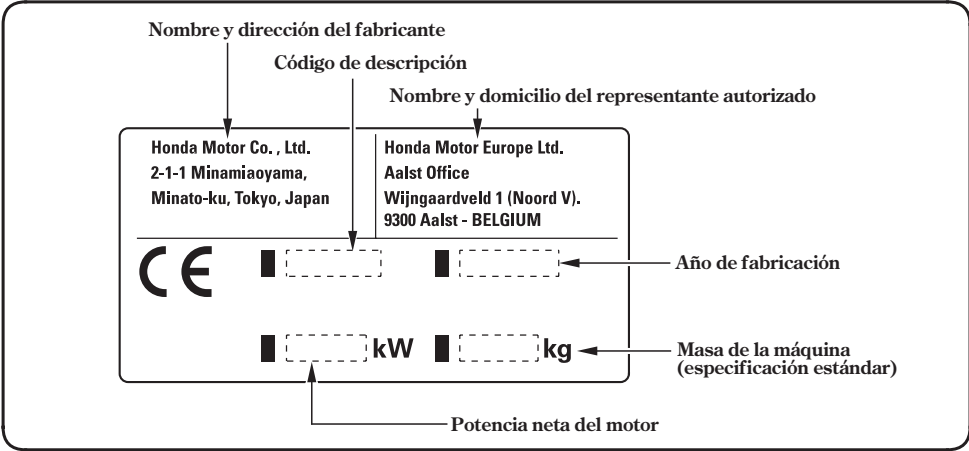 Nombre y dirección del fabricante
Código de descripción
Nombre y domicilio del representante autorizado
Honda Motor Co. , Ltd.
2-1-1 Minamiaoyama,
Minato-ku, Tokyo, Japan
Honda Motor Europe Ltd.
Aalst Office
Wijngaardveld 1 (Noord V).
9300 Aalst - BELGIUM
CE
Año de fabricación
kW
kg
Masa de la máquina
(especificación estándar)
Potencia neta del motor